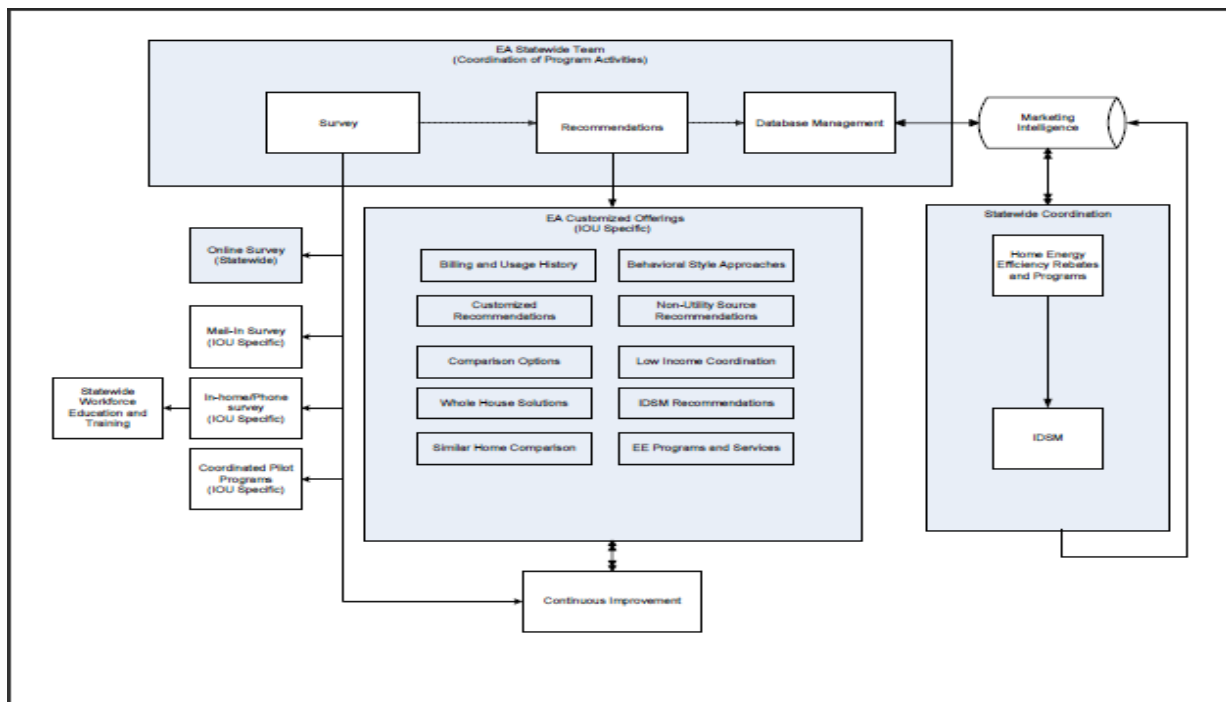 EA Statewide Team
(Coordination of Program Activities)
Survey
Recommendations
Database Management
Marketing
Intelligence
EA Customized Offerings
(IOU Specific)
Statewide Coordination
Online Survey
(Statewide)
Billing and Usage History
Behavioral Style Approaches
Home Energy
Efficiency Rebates
and Programs
Customized
Recommendations
Non-Utility Source
Recommendations
Mail-In Survey
(IOU Specific)
Comparison Options
Low Income Coordination
Statewide
Workforce
Education and
Training
In-home/Phone
survey
(IOU Specific)
Whole House Solutions
IDSM Recommendations
IDSM
Similar Home Comparison
EE Programs and Services
Coordinated Pilot
Programs
(IOU Specific)
Continuous Improvement